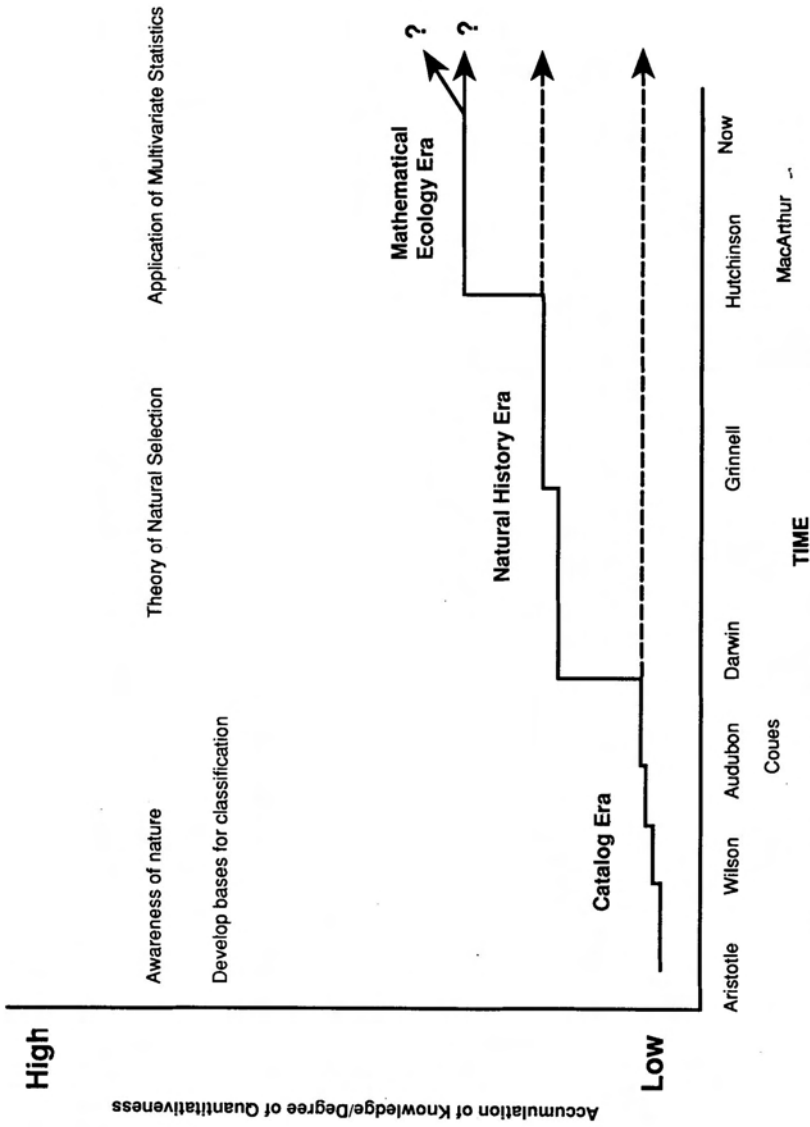 High
Awareness of nature
Theory of Natural Selection
Application of Multivariate Statistics
Develop bases for classification
Accumulation of Knowledge/Degree of Quantitativeness
?
?
Mathematical
Ecology Era
Natural History Era
Catalog Era
Low
Aristotle Wilson Audubon Darwin Grinnell Hutchinson Now
Coues MacArthur
TIME